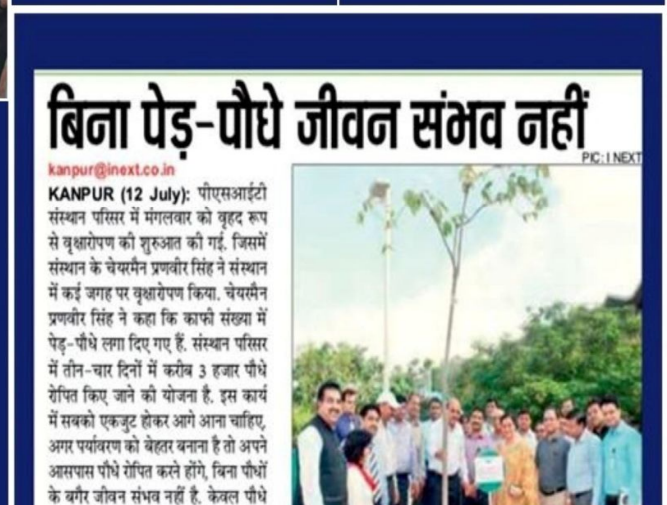 बिना पेड़-पौधे जीवन संभव नहीं
PIC: I NEXT
kanpur@inext.co.in
KANPUR (12 July): पीएसआईटी
संस्थान परिसर में मंगलवार को वृहद रूप
से वृक्षारोपण की शुरुआत की गई. जिसमें
संस्थान के चेयरमैन प्रणवीर सिंह ने संस्थान
में कई जगह पर वृक्षारोपण किया. चेयरमैन
प्रणवीर सिंह ने कहा कि काफी संख्या में
पेड़-पौधे लगा दिए गए हैं. संस्थान परिसर
में तीन-चार दिनों में करीब 3 हजार पौधे
रोपित किए जाने की योजना है. इस कार्य
में सबको एकजुट होकर आगे आना चाहिए.
अगर पर्यावरण को बेहतर बनाना है तो अपने
आसपास पौधे रोपित करने होंगे, बिना पौधों
के बगैर जीवन संभव नहीं है. केवल पौधे